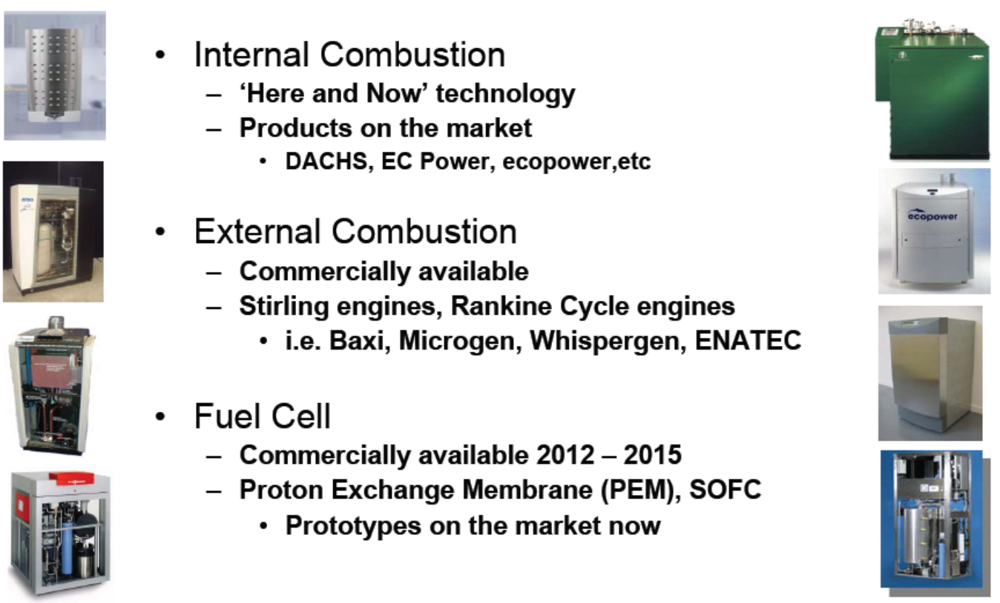 • Internal Combustion
– ‘Here and Now’ technology
– Products on the market
• DACHS, EC Power, ecopower,etc
• External Combustion
– Commercially available
– Stirling engines, Rankine Cycle engines
• i.e. Baxi, Microgen, Whispergen, ENATEC
• Fuel Cell
– Commercially available 2012 – 2015
– Proton Exchange Membrane (PEM), SOFC
• Prototypes on the market now
ecopower